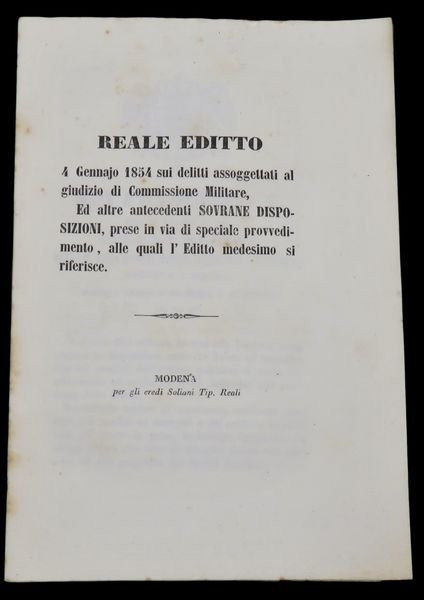 REALE EDITTO
4 Gennajo 1854 sui delitti assoggettati al
giudizio di Commissione Militare,
Ed altre antecedenti SOVRANE DISPO-
SIZIONI, prese in via di speciale provvedi-
mento, alle quali l' Editto medesimo si
riferisce.
MODENA
per gli eredi Soliani Tip. Reali